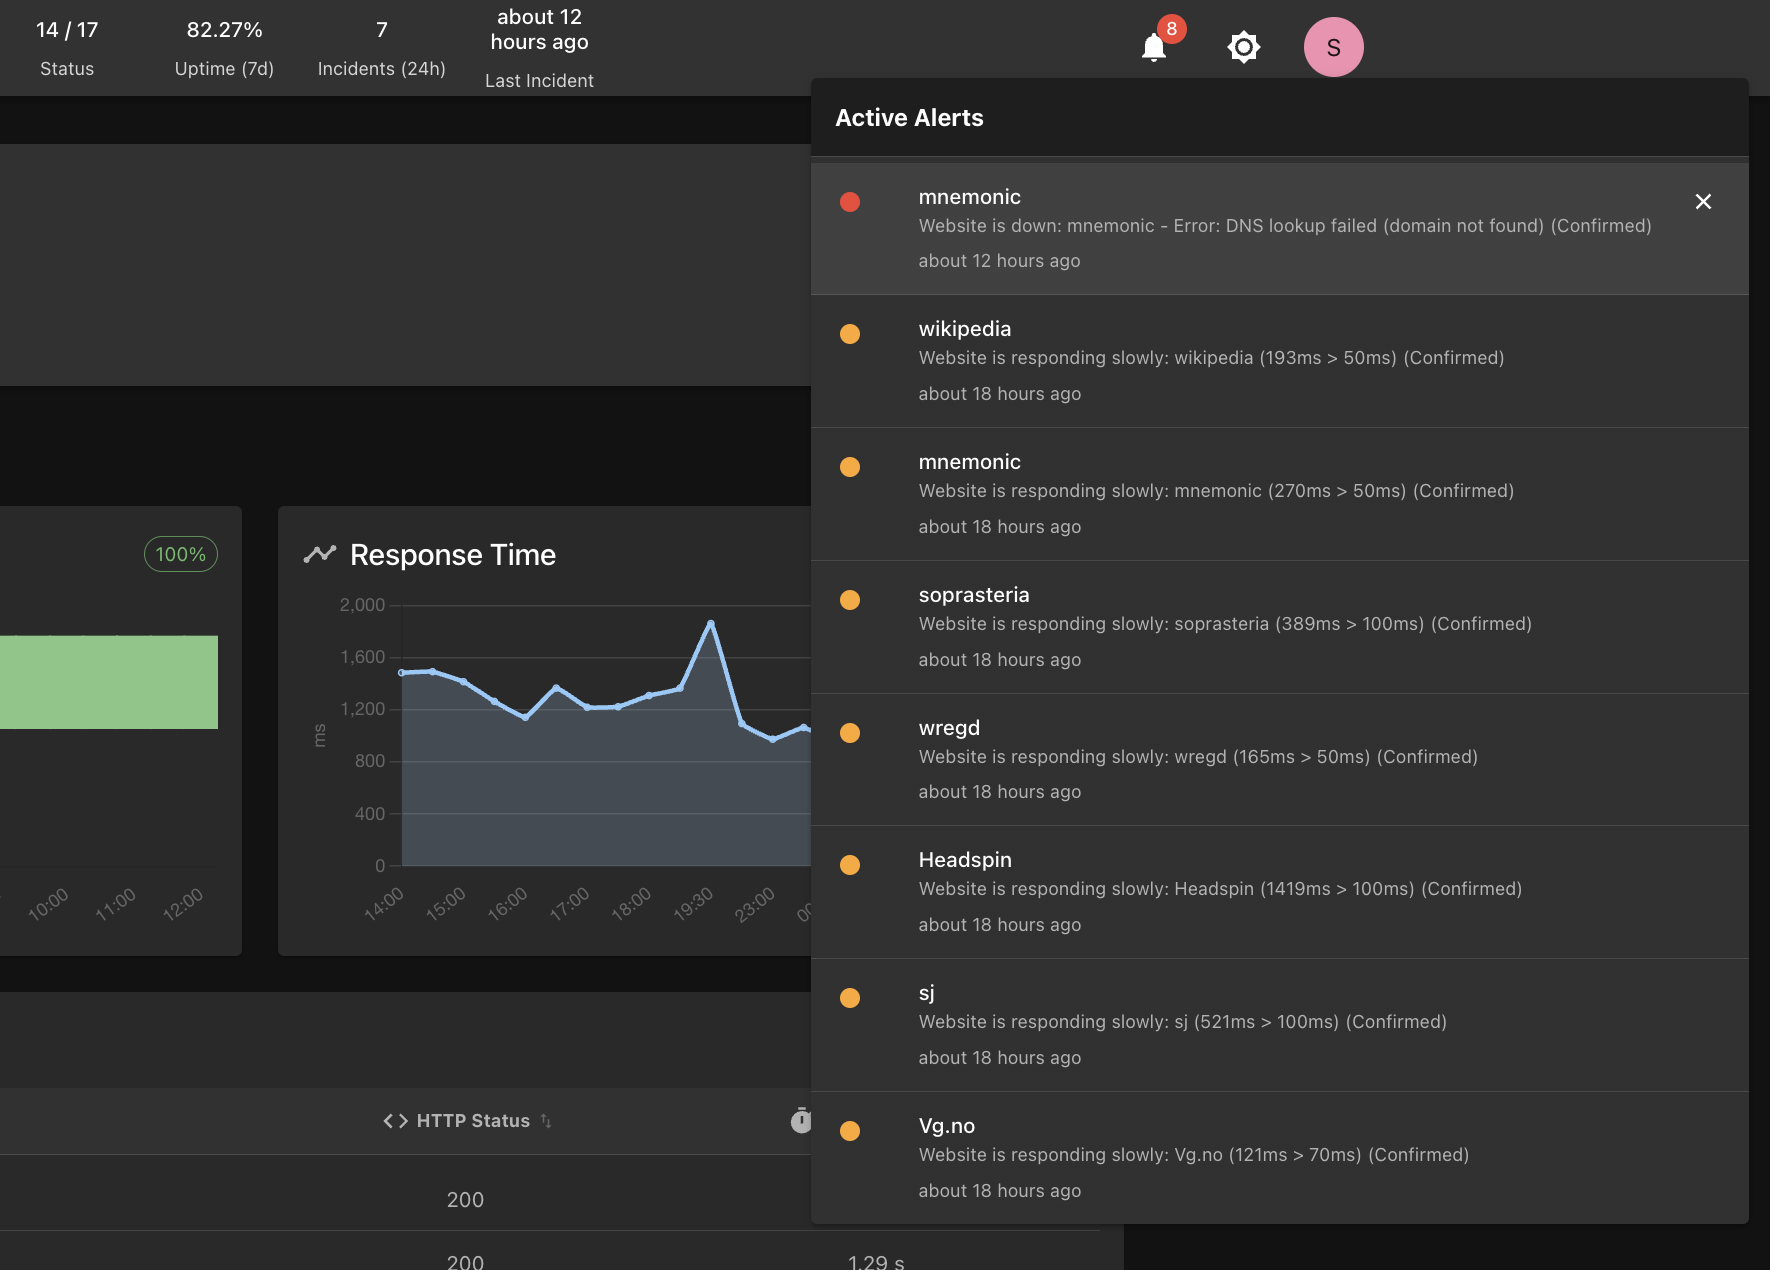 14 / 17
Status
82.27%
Uptime (7d)
7
Incidents (24h)
about 12
hours ago
Last Incident
8
S
Active Alerts
mnemonic
Website is down: mnemonic - Error: DNS lookup failed (domain not found) (Confirmed)
about 12 hours ago
wikipedia
Website is responding slowly: wikipedia (193ms > 50ms) (Confirmed)
about 18 hours ago
mnemonic
Website is responding slowly: mnemonic (270ms > 50ms) (Confirmed)
about 18 hours ago
soprasteria
Website is responding slowly: soprasteria (389ms > 100ms) (Confirmed)
about 18 hours ago
wregd
Website is responding slowly: wregd (165ms > 50ms) (Confirmed)
about 18 hours ago
Headspin
Website is responding slowly: Headspin (1419ms > 100ms) (Confirmed)
about 18 hours ago
sj
Website is responding slowly: sj (521ms > 100ms) (Confirmed)
about 18 hours ago
Vg.no
Website is responding slowly: Vg.no (121ms > 70ms) (Confirmed)
about 18 hours ago
100%
10:00
11:00
12:00
Response Time
2,000
1,600
1,200
800
400
0
ms
14:00
15:00
16:00
17:00
18:00
19:30
23:00
<> HTTP Status
200
200
1.29 s